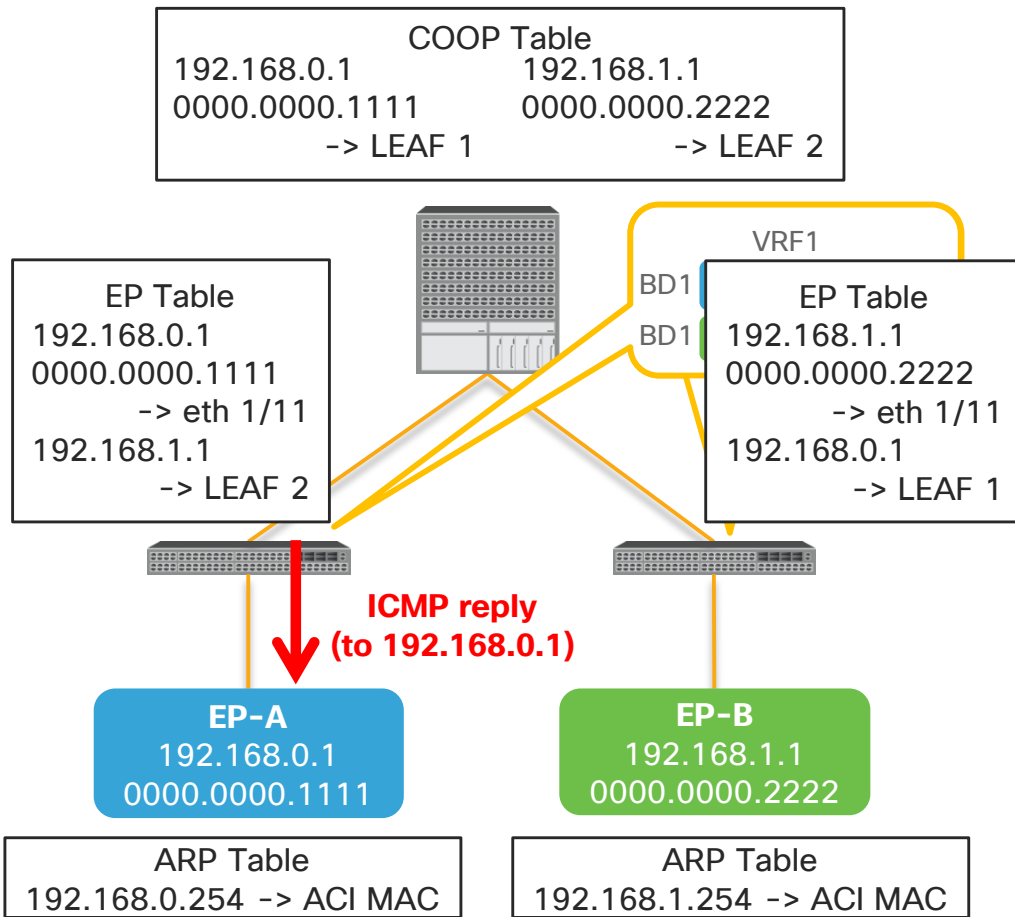 COOP Table
192.168.0.1 192.168.1.1
0000.0000.1111 0000.0000.2222
-> LEAF 1 -> LEAF 2
VRF1
BD1
BD1
EP Table
192.168.0.1
0000.0000.1111
-> eth 1/11
192.168.1.1
-> LEAF 2
EP Table
192.168.1.1
0000.0000.2222
-> eth 1/11
192.168.0.1
-> LEAF 1
ICMP reply
(to 192.168.0.1)
EP-A
192.168.0.1
0000.0000.1111
EP-B
192.168.1.1
0000.0000.2222
ARP Table
192.168.0.254 -> ACI MAC
ARP Table
192.168.1.254 -> ACI MAC